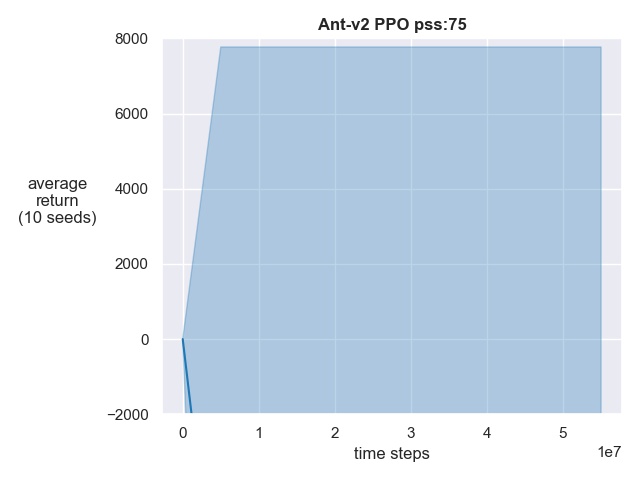 Ant-v2 PPO pss:75
8000
6000
4000
2000
0
−2000
average
return
(10 seeds)
0 1 2 3 4 5
1e7
time steps